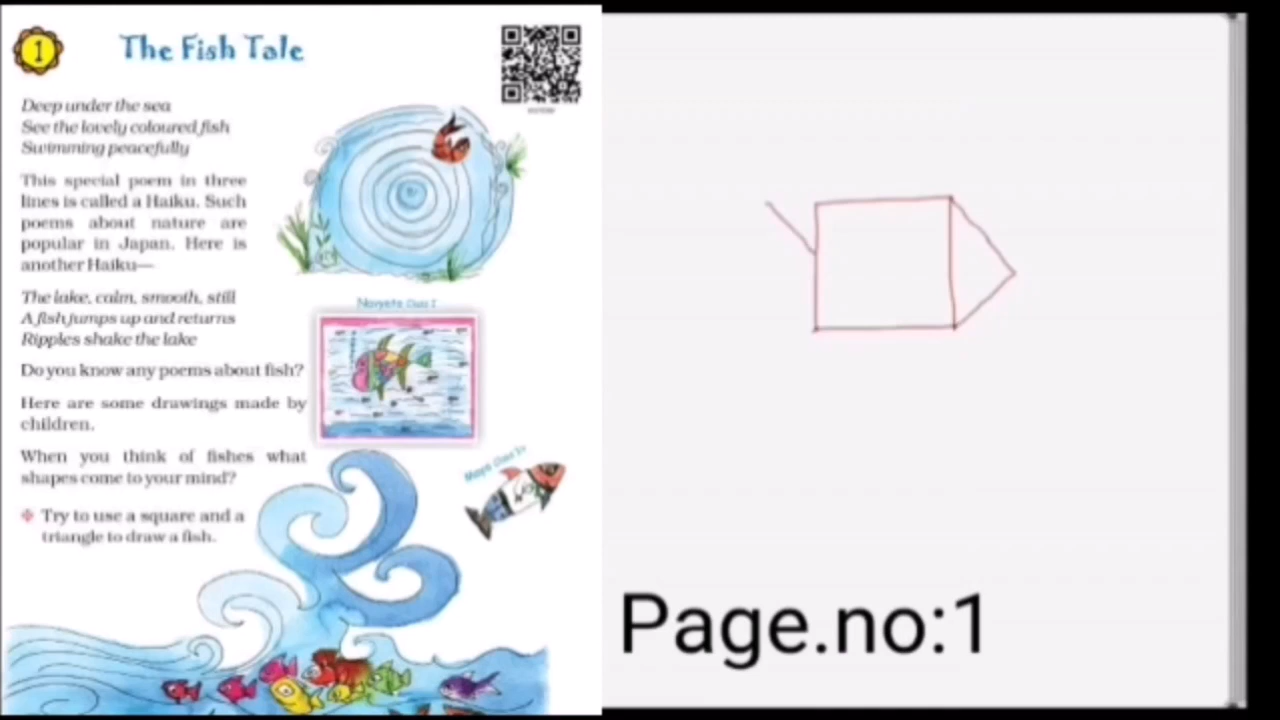 1
The Fish Tale
Deep under the sea
See the lovely coloured fish
Swimming peacefully
This special poem in three
lines is called a Haiku. Such
poems about nature are
popular in Japan. Here is
another Haiku—
The lake, calm, smooth, still
A fish jumps up and returns
Ripples shake the lake
Do you know any poems about fish?
Here are some drawings made by
children.
When you think of fishes what
shapes come to your mind?
Try to use a square and a
triangle to draw a fish.
Class
Page.no:1